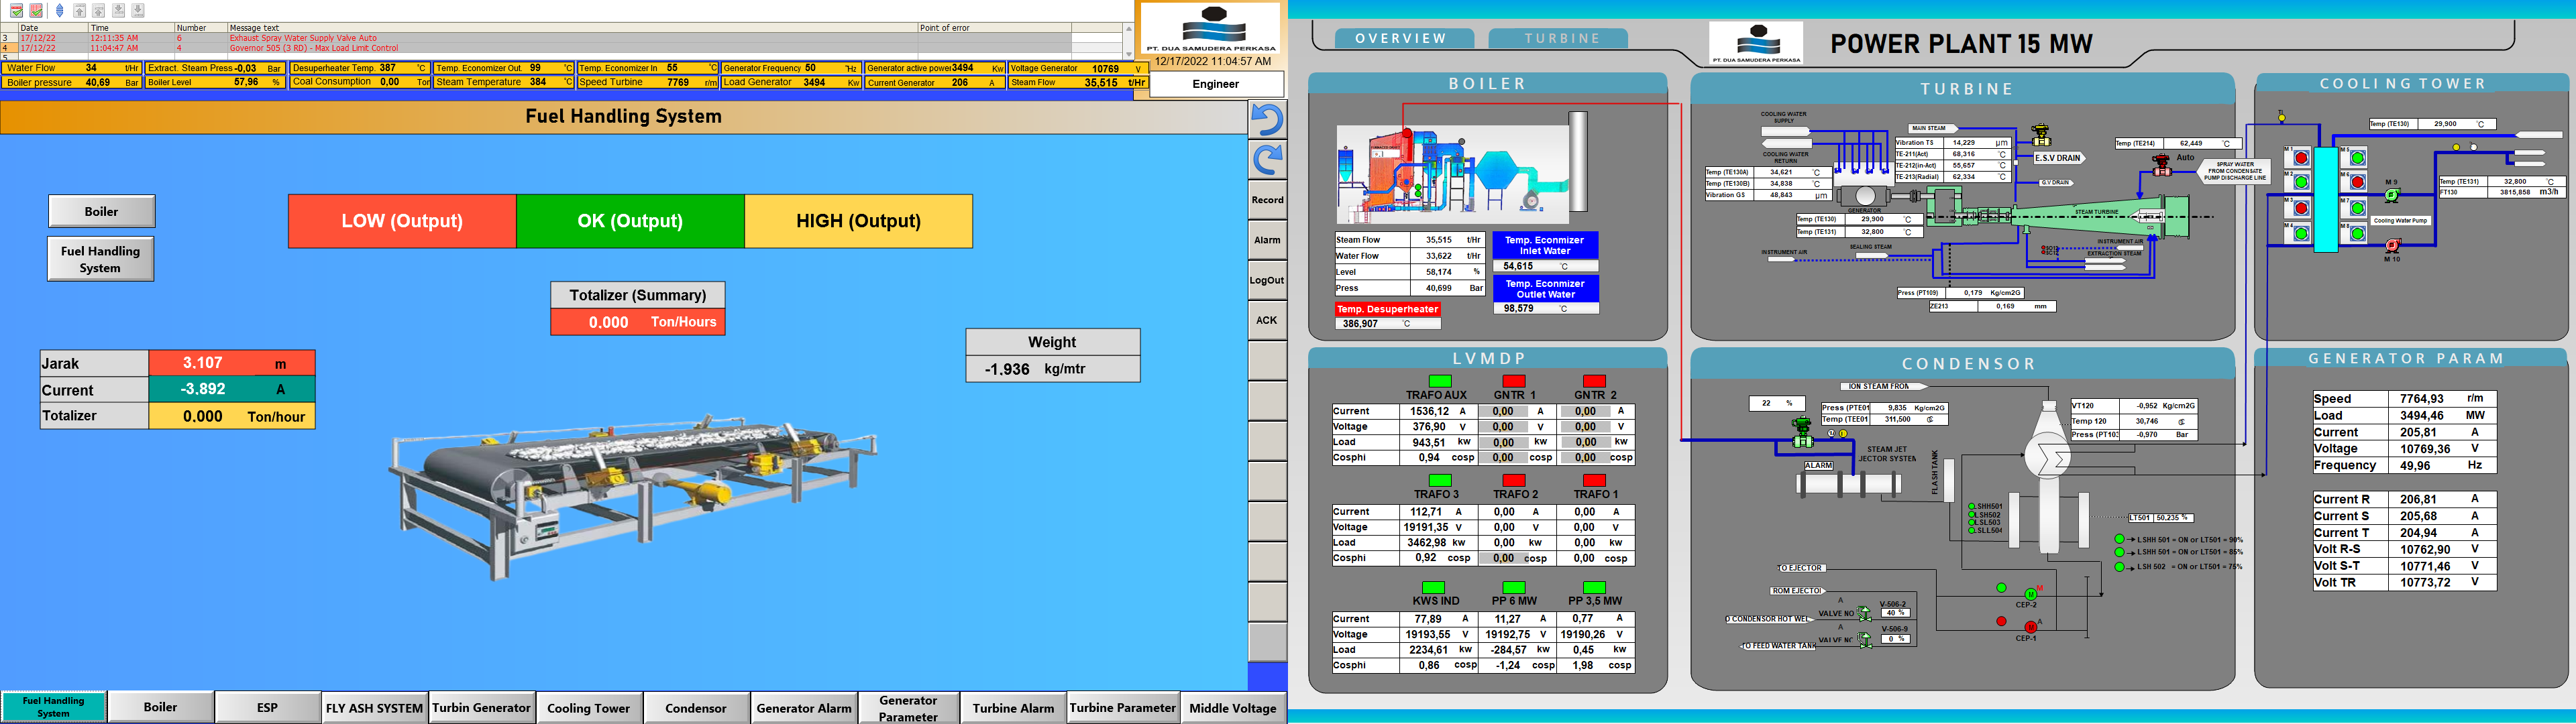 Date Time Number Message text Point of error
3 17/12/22 12:11:35 AM 6 Exhaust Spray Water Supply Valve Auto
4 17/12/22 11:04:47 AM 4 Governor 505 (3 RD) - Max Load Limit Control
5
PT. DUA SAMUDERA PERKASA
12/17/2022 11:04:57 AM
Engineer
Water Flow 34 t/Hr Extract. Steam Press -0,03 Bar Desuperheater Temp. 387 °C Temp. Economizer Out. 99 °C Temp. Economizer In 55 °C Generator Frequency 50 Hz Generator active power 3494 Kw Voltage Generator 10769 V
Boiler pressure 40,69 Bar Boiler Level 57,96 % Coal Consumption 0,00 Ton Steam Temperature 384 °C Speed Turbine 7769 r/m Load Generator 3494 Kw Current Generator 206 A Steam Flow 35,515 t/Hr
Fuel Handling System
Boiler
Fuel Handling
System
LOW (Output) OK (Output) HIGH (Output)
Totalizer (Summary)
0.000 Ton/Hours
Weight
-1.936 kg/mtr
Jarak 3.107 m
Current -3.892 A
Totalizer 0.000 Ton/hour
Record
Alarm
LogOut
ACK
Fuel Handling
System
Boiler
ESP
FLY ASH SYSTEM
Turbin Generator
Cooling Tower
Condensor
Generator Alarm
Generator
Parameter
Turbine Alarm
Turbine Parameter
Middle Voltage
OVERVIEW TURBINE
PT. DUA SAMUDERA PERKASA
POWER PLANT 15 MW
BOILER
Steam Flow 35,515 t/Hr
Water Flow 33,622 t/Hr
Level 58,174 %
Press 40,699 Bar
Temp. Desuperheater
386,907 °C
Temp. Econmizer
Inlet Water
54,615 °C
Temp. Econmizer
Outlet Water
98,579 °C
TURBINE
COOLING WATER
SUPPLY
COOLING WATER
RETURN
MAIN STEAM
Vibration TS 14,229 µm
TE-211(Act) 68,316 °C
TE-212(in-Act) 55,657 °C
TE-213(Radial) 62,334 °C
E.S.V DRAIN
G.V DRAIN
Temp (TE214) 62,449 °C
Auto
SPRAY WATER
FROM CONDENSATE
PUMP DISCHARGE LINE
Temp (TE130A) 34,621 °C
Temp (TE130B) 34,838 °C
Vibration GS 48,843 µm
GENERATOR
Temp (TE130) 29,900 °C
Temp (TE131) 32,800 °C
STEAM TURBINE
SEALING STEAM
INSTRUMENT AIR
INSTRUMENT AIR
EXTRACTION STEAM
Press (PT109) 0,179 Kg/cm2G
ZE213 0,169 mm
COOLING TOWER
Temp (TE130) 29,900 °C
M 1 M 5
M 2 M 6
M 3 M 7
M 4 M 8
M 9
Cooling Water Pump
M 10
Temp (TE131) 32,800 °C
FT130 3815,858 m3/h
LVMDP
TRAFO AUX GNTR 1 GNTR 2
Current 1536,12 A 0,00 A 0,00 A
Voltage 376,90 V 0,00 V 0,00 V
Load 943,51 kw 0,00 kw 0,00 kw
Cosphi 0,94 cosp 0,00 cosp 0,00 cosp
TRAFO 3 TRAFO 2 TRAFO 1
Current 112,71 A 0,00 A 0,00 A
Voltage 19191,35 V 0,00 V 0,00 V
Load 3462,98 kw 0,00 kw 0,00 kw
Cosphi 0,92 cosp 0,00 cosp 0,00 cosp
KWS IND PP 6 MW PP 3,5 MW
Current 77,89 A 11,27 A 0,77 A
Voltage 19193,55 V 19192,75 V 19190,26 V
Load 2234,61 kw -284,57 kw 0,45 kw
Cosphi 0,86 cosp -1,24 cosp 1,98 cosp
CONDENSOR
ION STEAM FROM
22 %
Press (PTE01 9,835 Kg/cm2G
Temp (TEE01 311,500 °C
VT120 -0,952 Kg/cm2G
Temp 120 30,746 °C
Press (PT103 -0,970 Bar
STEAM JET
JECTOR SYSTEM
ALARM
FLASH TANK
LSHH501
LSH502
LSL503
LSLL504
LT501 50,235 %
LSHH 501 = ON or LT501 = 90%
LSHH 501 = ON or LT501 = 85%
LSH 502 = ON or LT501 = 75%
TO EJECTOR
ROM EJECTOR
A
VALVE NO V-506-2
40 %
O CONDENSOR HOT WEL
A
VALVE NC V-506-9
0 %
TO FEED WATER TANK
M
M
CEP-2
A
M
CEP-1
GENERATOR PARAM
Speed 7764,93 r/m
Load 3494,46 MW
Current 205,81 A
Voltage 10769,36 V
Frequency 49,96 Hz
Current R 206,81 A
Current S 205,68 A
Current T 204,94 A
Volt R-S 10762,90 V
Volt S-T 10771,46 V
Volt TR 10773,72 V